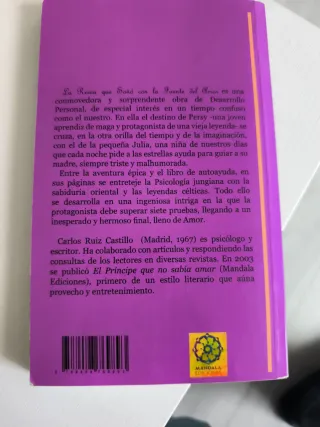 La Ranita que Soñó con la Fuente del Amor es una
conmovedora y sorprendente obra de Desarrollo
Personal, de especial interés en un tiempo confuso
como el nuestro. En ella el destino de Percy -una joven
aprendiz de maga y protagonista de una vieja leyenda- se
cruza, en la otra orilla del tiempo y de la imaginación,
con el de la pequeña Julia, una niña de nuestros días
que cada noche pide a las estrellas ayuda para guiar a su
madre, siempre triste y malhumorada.
Entre la aventura épica y el libro de autoayuda, en
sus páginas se entreteje la Psicología jungiana con la
sabiduría oriental y las leyendas célticas. Todo ello
se desarrolla en una ingeniosa intriga en la que la
protagonista debe superar siete pruebas, llegando a un
inesperado y hermoso final, lleno de Amor.
Carlos Ruiz Castillo (Madrid, 1967) es psicólogo y
escritor. Ha colaborado con artículos y respondiendo las
consultas de los lectores en diversas revistas. En 2003
se publicó El Príncipe que no sabía amar (Mandala
Ediciones), primero de un estilo literario que aúna
provecho y entretenimiento.
MANDALA